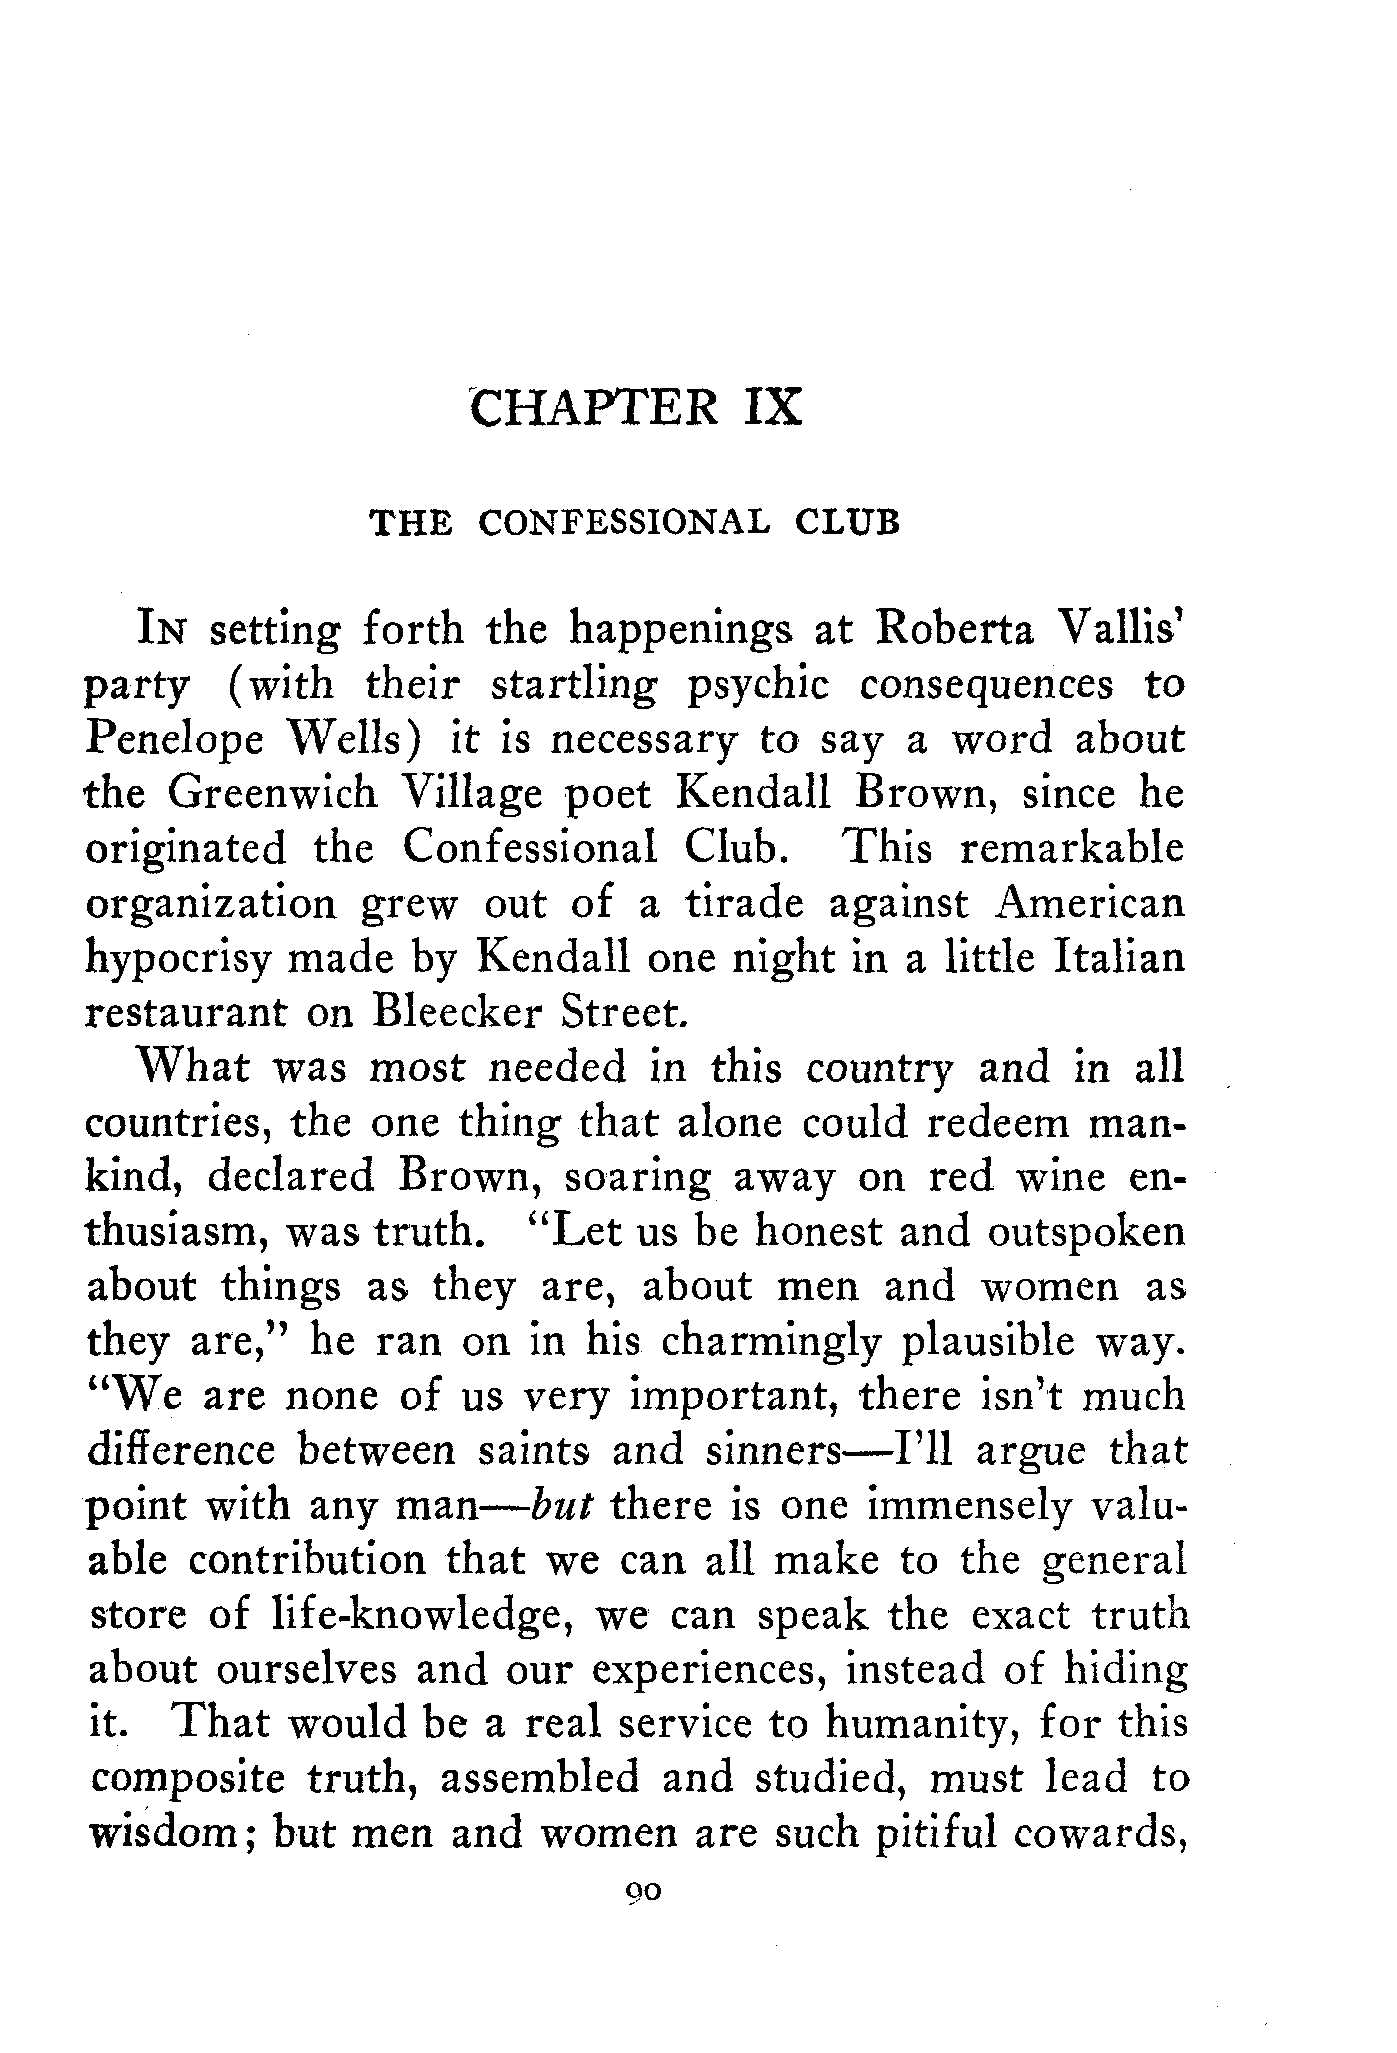 CHAPTER IX
THE CONFESSIONAL CLUB
IN setting forth the happenings at Roberta Vallis'
party (with their startling psychic consequences to
Penelope Wells) it is necessary to say a word about
the Greenwich Village poet Kendall Brown, since he
originated the Confessional Club. This remarkable
organization grew out of a tirade against American
hypocrisy made by Kendall one night in a little Italian
restaurant on Bleecker Street.
What was most needed in this country and in all
countries, the one thing that alone could redeem man-
kind, declared Brown, soaring away on red wine en-
thusiasm, was truth. "Let us be honest and outspoken
about things as they are, about men and women as
they are," he ran on in his charmingly plausible way.
"We are none of us very important, there isn't much
difference between saints and sinners—I'll argue that
point with any man—but there is one immensely valu-
able contribution that we can all make to the general
store of life-knowledge, we can speak the exact truth
about ourselves and our experiences, instead of hiding
it. That would be a real service to humanity, for this
composite truth, assembled and studied, must lead to
wisdom; but men and women are such pitiful cowards,
90